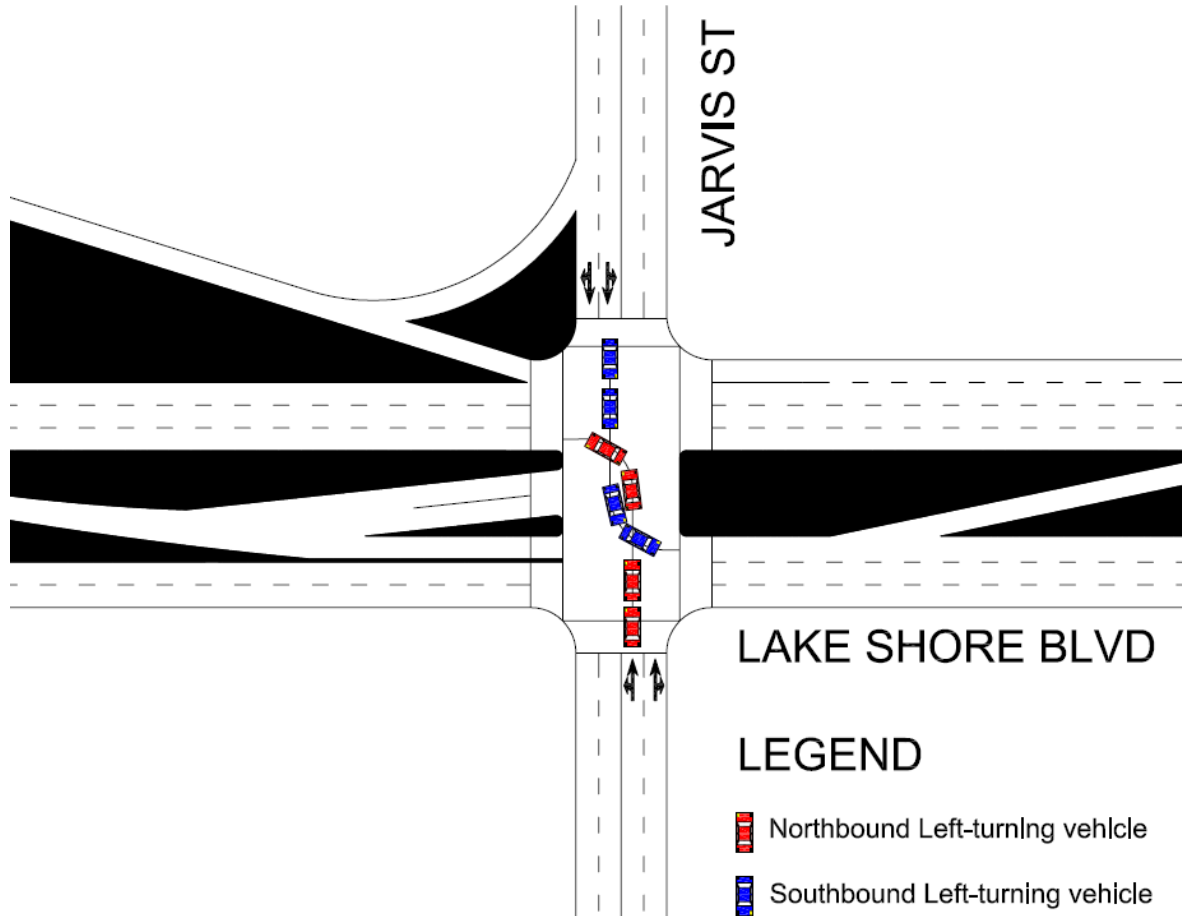 JARVIS ST
LAKE SHORE BLVD
LEGEND
Northbound Left-turning vehicle
Southbound Left-turning vehicle